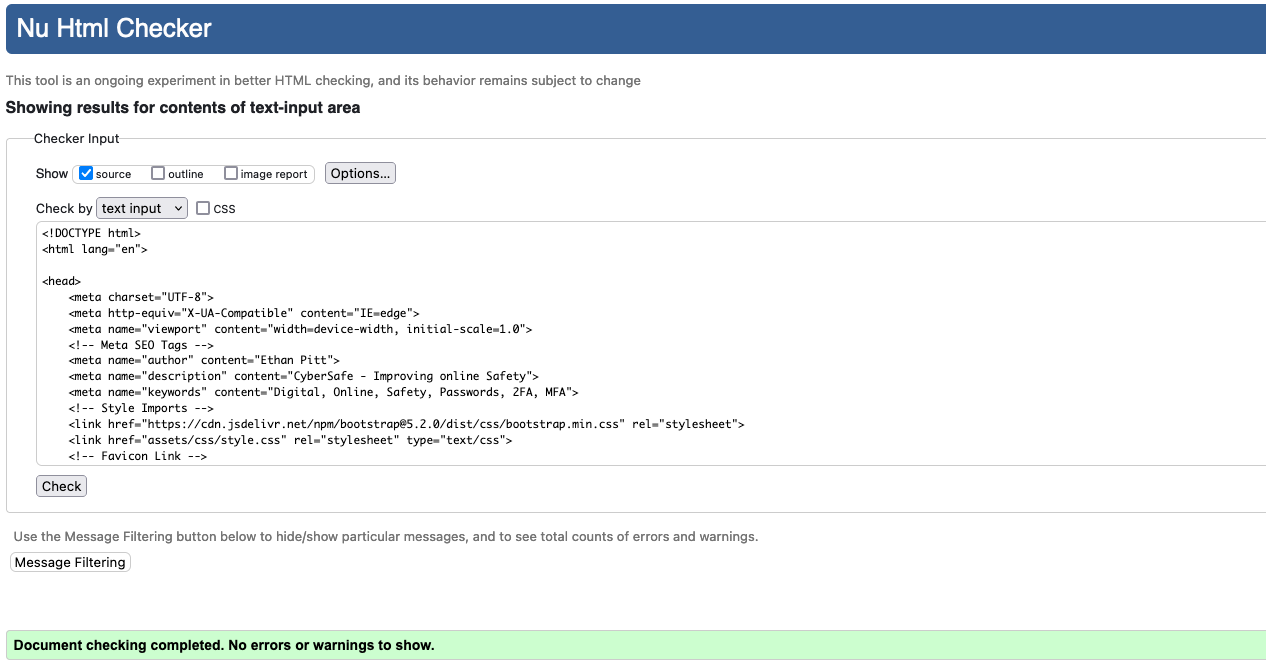 Nu Html Checker
This tool is an ongoing experiment in better HTML checking, and its behavior remains subject to change
Showing results for contents of text-input area
Checker Input
Show source outline image report Options...
Check by text input CSS
<!DOCTYPE html>
<html lang="en">
<head>
<meta charset="UTF-8">
<meta http-equiv="X-UA-Compatible" content="IE=edge">
<meta name="viewport" content="width=device-width, initial-scale=1.0">
<!-- Meta SEO Tags -->
<meta name="author" content="Ethan Pitt">
<meta name="description" content="CyberSafe - Improving online Safety">
<meta name="keywords" content="Digital, Online, Safety, Passwords, 2FA, MFA">
<!-- Style Imports -->
<link href="https://cdn.jsdelivr.net/npm/bootstrap@5.2.0/dist/css/bootstrap.min.css" rel="stylesheet">
<link href="assets/css/style.css" rel="stylesheet" type="text/css">
<!-- Favicon Link -->
Check
Use the Message Filtering button below to hide/show particular messages, and to see total counts of errors and warnings.
Message Filtering
Document checking completed. No errors or warnings to show.